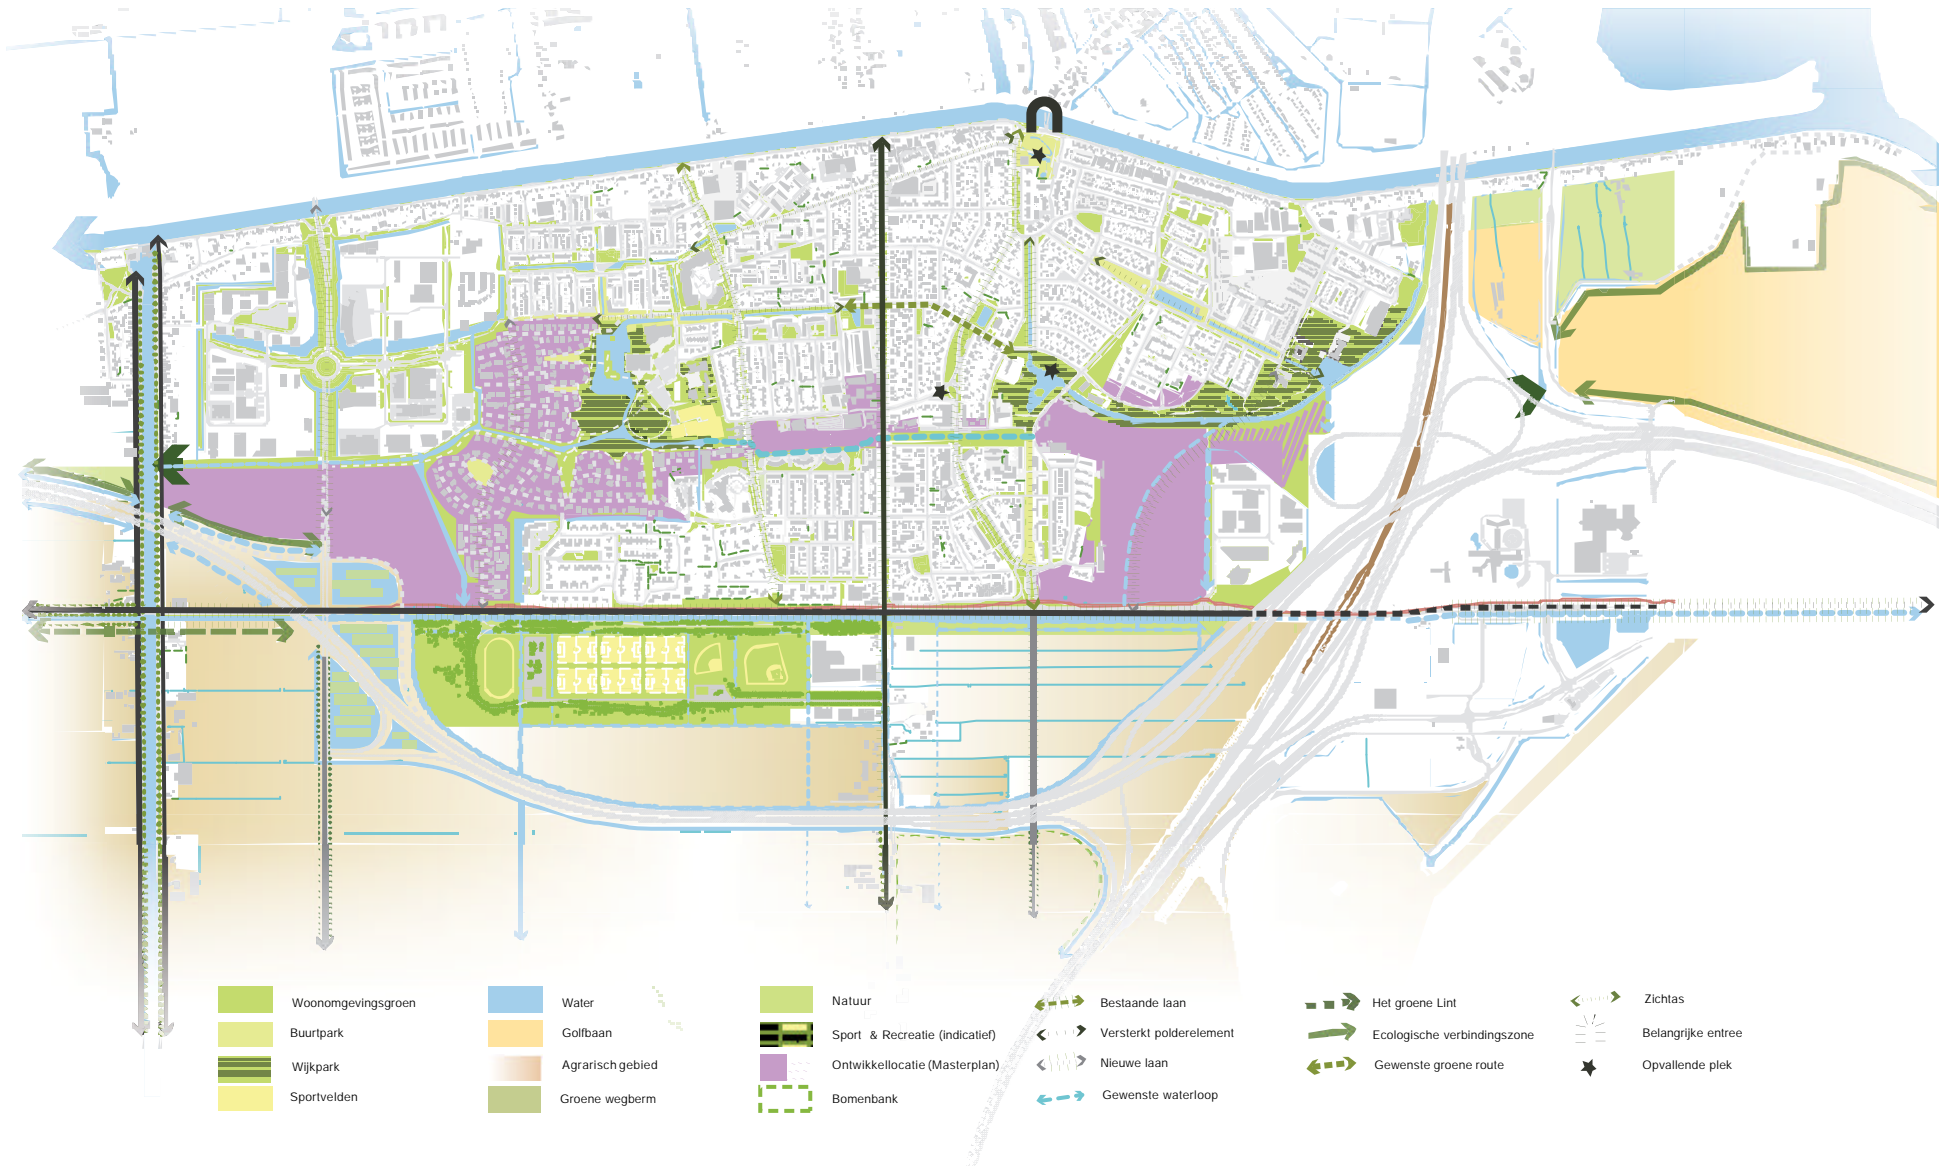 Woonomgevingsgroen
Buurtpark
Wijkpark
Sportvelden
Water
Golfbaan
Agrarisch gebied
Groene wegberm
Natuur
Sport & Recreatie (indicatief)
Ontwikkellocatie (Masterplan)
Bomenbank
Bestaande laan
Versterkt polderelement
Nieuwe laan
Gewenste waterloop
Het groene Lint
Ecologische verbindingszone
Gewenste groene route
Zichtas
Belangrijke entree
Opvallende plek